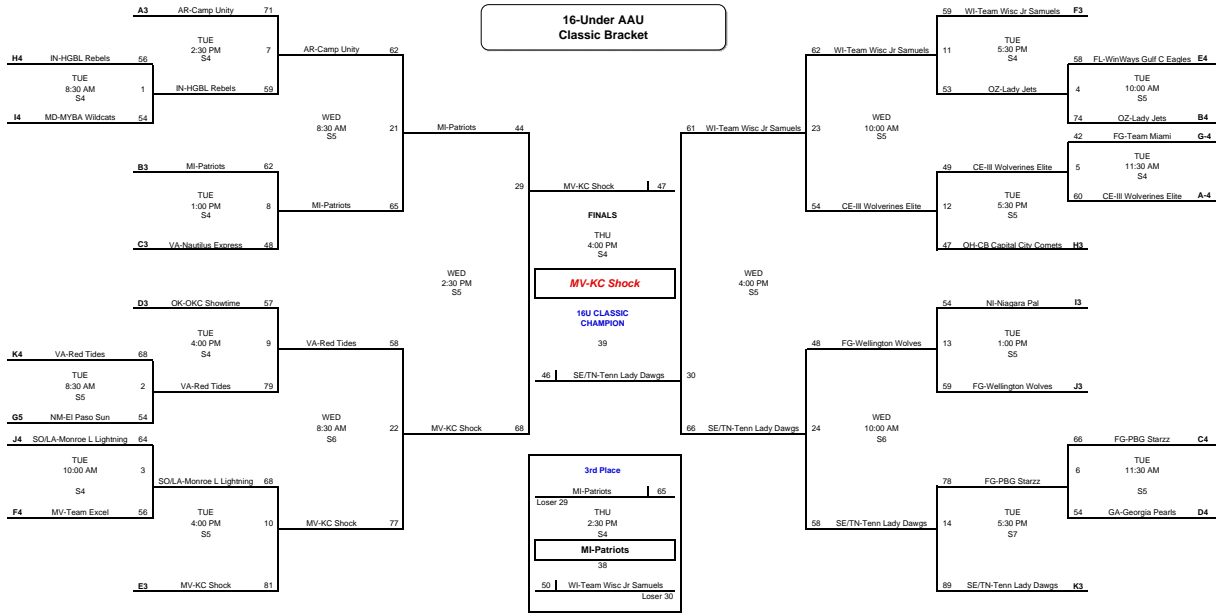 16-Under AAU
Classic Bracket
A3 AR-Camp Unity 71
TUE
2:30 PM
S4
7
H4 IN-HGBL Rebels 56
TUE
8:30 AM
S4
1
IN-HGBL Rebels 59
I4 MD-MYBA Wildcats 54
AR-Camp Unity 62
WED
8:30 AM
S5
21
B3 MI-Patriots 62
TUE
1:00 PM
S4
8
MI-Patriots 65
C3 VA-Nautilus Express 48
MI-Patriots 44
WED
2:30 PM
S5
29
D3 OK-OKC Showtime 57
TUE
4:00 PM
S4
9
K4 VA-Red Tides 68
TUE
8:30 AM
S5
2
VA-Red Tides 79
G5 NM-El Paso Sun 54
VA-Red Tides 58
WED
8:30 AM
S6
22
J4 SO/LA-Monroe L Lightning 64
TUE
10:00 AM
S4
3
SO/LA-Monroe L Lightning 68
F4 MV-Team Excel 56
TUE
4:00 PM
S5
10
MV-KC Shock 77
E3 MV-KC Shock 81
MV-KC Shock 68
MV-KC Shock 47
FINALS
THU
4:00 PM
S4
MV-KC Shock
16U CLASSIC
CHAMPION
39
46 SE/TN-Tenn Lady Dawgs
30
3rd Place
MI-Patriots 65
Loser 29
THU
2:30 PM
S4
MI-Patriots
38
50 WI-Team Wisc Jr Samuels
Loser 30
61 WI-Team Wisc Jr Samuels
WED
4:00 PM
S5
66 SE/TN-Tenn Lady Dawgs
62 WI-Team Wisc Jr Samuels
WED
10:00 AM
S5
23
54 CE-Ill Wolverines Elite
59 WI-Team Wisc Jr Samuels F3
TUE
5:30 PM
S4
11
53 OZ-Lady Jets
58 FL-WinWays Gulf C Eagles E4
TUE
10:00 AM
S5
4
74 OZ-Lady Jets B4
42 FG-Team Miami G-4
TUE
11:30 AM
S4
5
60 CE-Ill Wolverines Elite A-4
49 CE-Ill Wolverines Elite
TUE
5:30 PM
S5
12
47 OH-CB Capital City Comets H3
54 NI-Niagara Pal I3
TUE
1:00 PM
S5
13
59 FG-Wellington Wolves J3
48 FG-Wellington Wolves
WED
10:00 AM
S6
24
58 SE/TN-Tenn Lady Dawgs
66 FG-PBG Starzz C4
TUE
11:30 AM
S5
6
54 GA-Georgia Pearls D4
78 FG-PBG Starzz
TUE
5:30 PM
S7
14
89 SE/TN-Tenn Lady Dawgs K3